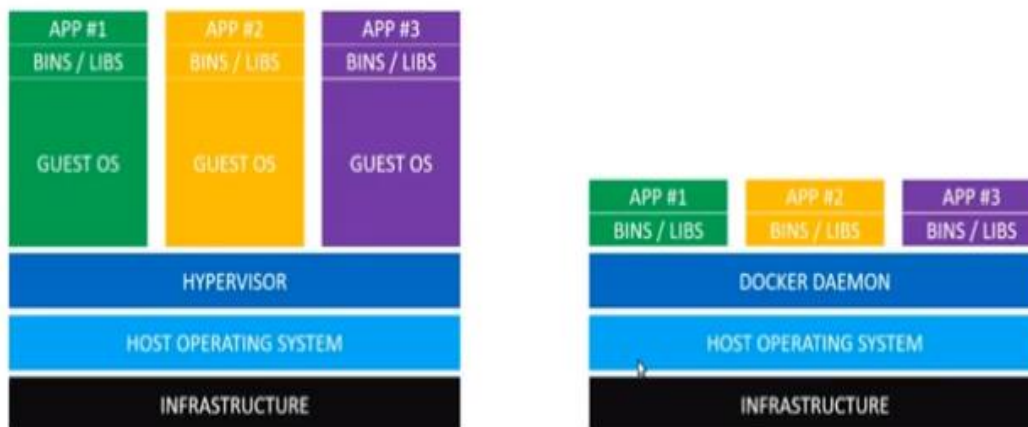 APP #1
BINS / LIBS
GUEST OS
APP #2
BINS / LIBS
GUEST OS
APP #3
BINS / LIBS
GUEST OS
HYPERVISOR
HOST OPERATING SYSTEM
INFRASTRUCTURE
APP #1
BINS / LIBS
APP #2
BINS / LIBS
APP #3
BINS / LIBS
DOCKER DAEMON
HOST OPERATING SYSTEM
INFRASTRUCTURE